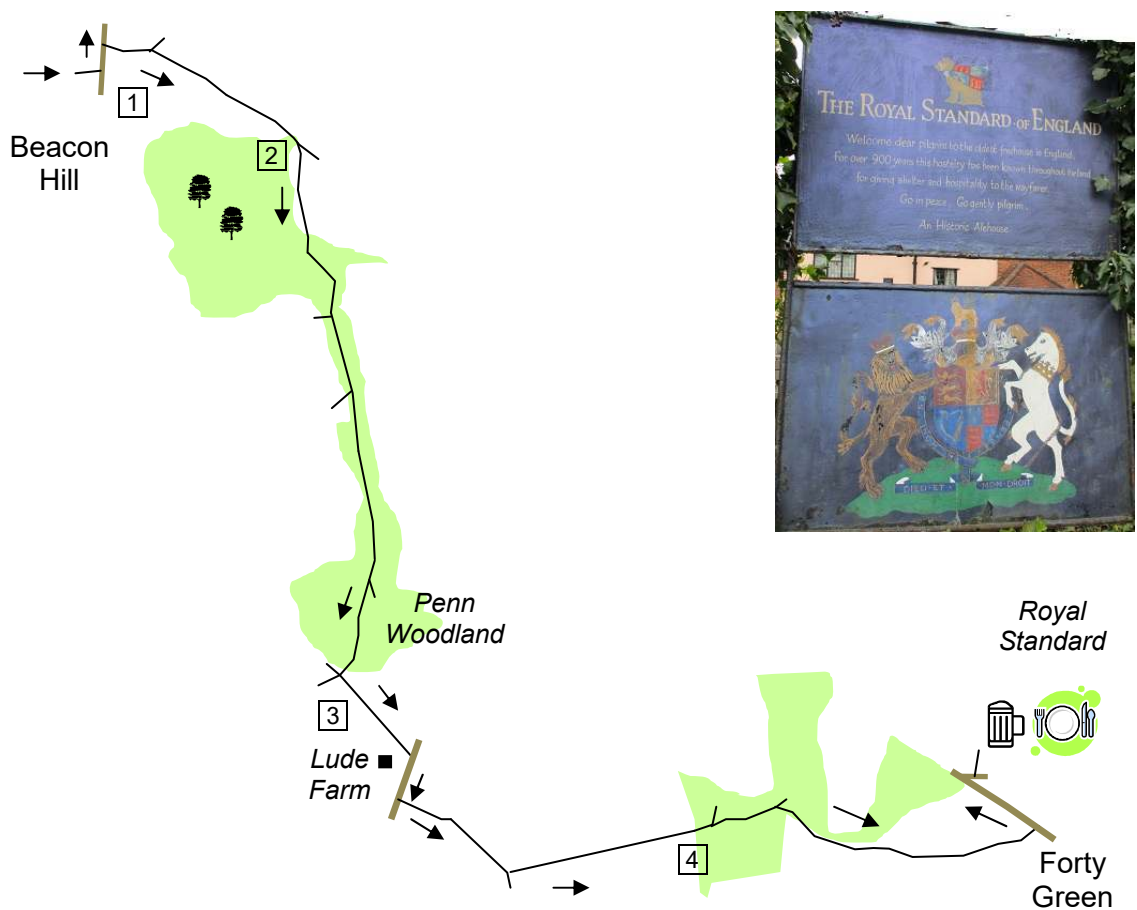 1
Beacon
Hill
2
THE ROYAL STANDARD OF ENGLAND
Welcome dear pilgrim to the oldest freehouse in England.
For over 900 years this hostelry has been known throughout Ireland
for giving shelter and hospitality to the wayfarer.
Go in peace. Go gently pilgrim.
An Historic Alehouse
DIEU·ET· MON·DROIT
Penn
Woodland
Royal
Standard
3
Lude
Farm
4
Forty
Green